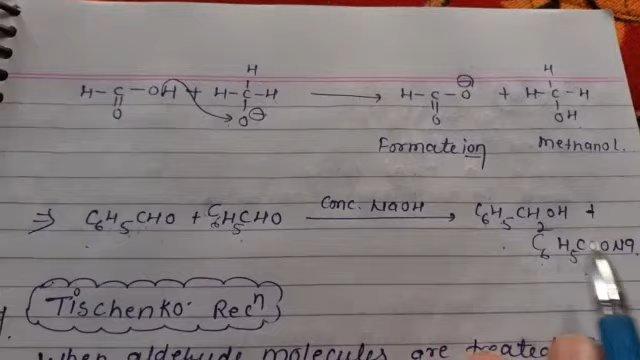 H-C-OH + H-C-H → H-C-O⊖ + H-C-H
H
O
O⊖
O
H
OH
Formate ion
Methanol.
⇒ C6H5CHO + C6H5CHO Conc. NaOH → C6H5CH2OH +
C6H5COONa
Tischenko Recⁿ
When aldehyde molecules are treated